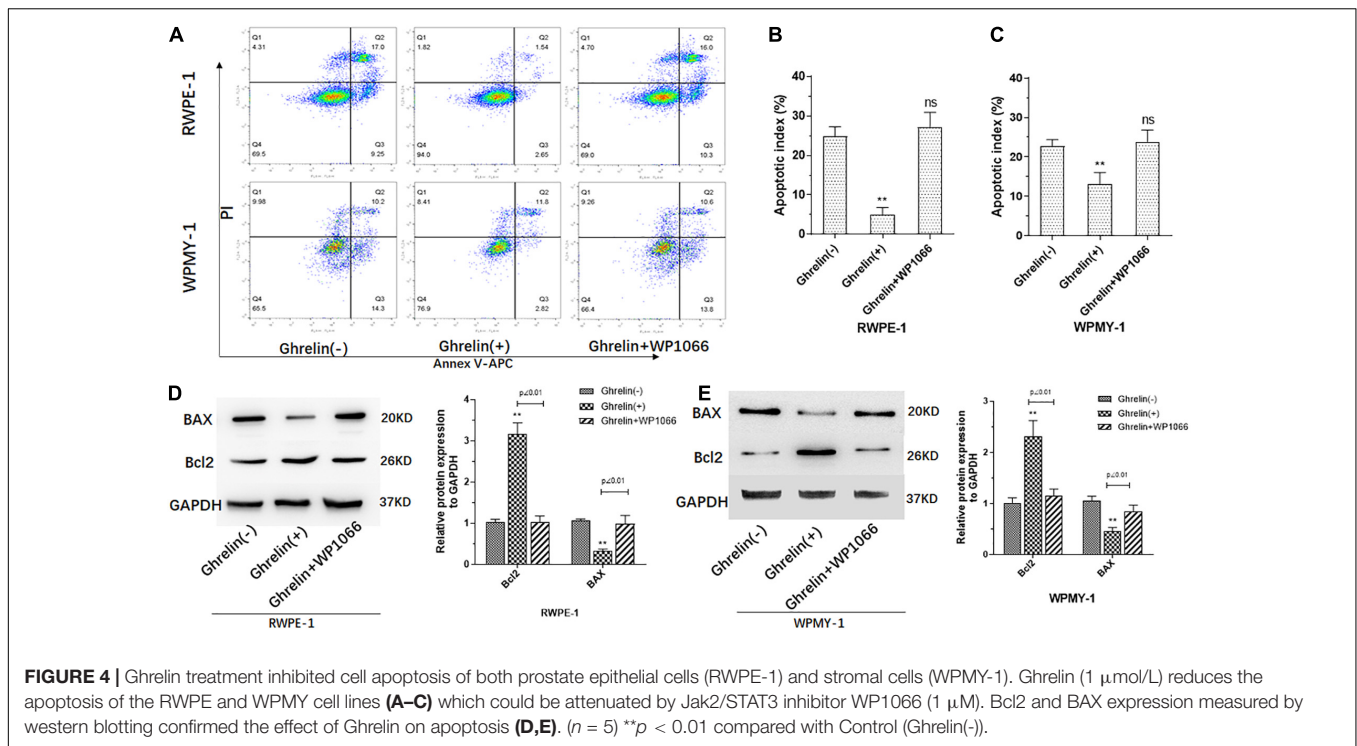 A
Q1 4.31 Q2 17.0
Q4 69.5 Q3 9.25
Q1 1.82 Q2 1.54
Q4 94.0 Q3 2.65
Q1 4.70 Q2 16.0
Q4 69.0 Q3 10.3
RWPE-1
Q1 9.98 Q2 10.2
Q4 65.5 Q3 14.3
Q1 8.41 Q2 11.8
Q4 76.9 Q3 2.82
Q1 9.26 Q2 10.6
Q4 66.4 Q3 13.8
WPMY-1
PI
Ghrelin(-) Ghrelin(+) Ghrelin+WP1066
Annex V-APC
B
Apoptotic index (%)
40
30
20
10
0
**
ns
Ghrelin(-) Ghrelin(+) Ghrelin+WP1066
RWPE-1
C
Apoptotic index (%)
40
30
20
10
0
**
ns
Ghrelin(-) Ghrelin(+) Ghrelin+WP1066
WPMY-1
D
BAX 20KD
Bcl2 26KD
GAPDH 37KD
Ghrelin(-) Ghrelin(+) Ghrelin+WP1066
RWPE-1
Relative protein expression
to GAPDH
4
3
2
1
0
p≤0.01
**
p≤0.01
**
Ghrelin(-)
Ghrelin(+)
Ghrelin+WP1066
Bcl2 BAX
RWPE-1
E
BAX 20KD
Bcl2 26KD
GAPDH 37KD
Ghrelin(-) Ghrelin(+) Ghrelin+WP1066
WPMY-1
Relative protein expression
to GAPDH
3
2
1
0
p≤0.01
**
p≤0.01
**
Ghrelin(-)
Ghrelin(+)
Ghrelin+WP1066
Bcl2 BAX
WPMY-1
FIGURE 4 | Ghrelin treatment inhibited cell apoptosis of both prostate epithelial cells (RWPE-1) and stromal cells (WPMY-1). Ghrelin (1 μmol/L) reduces the
apoptosis of the RWPE and WPMY cell lines (A–C) which could be attenuated by Jak2/STAT3 inhibitor WP1066 (1 μM). Bcl2 and BAX expression measured by
western blotting confirmed the effect of Ghrelin on apoptosis (D,E). (n = 5) **p < 0.01 compared with Control (Ghrelin(-)).